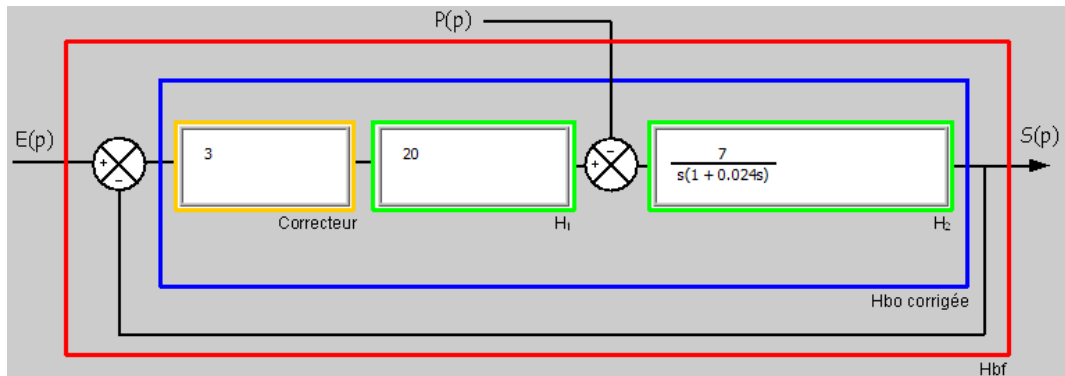 P(p)
E(p)
+
−
3
Correcteur
20
H₁
−
+
7
s(1 + 0.024s)
H₂
S(p)
Hbo corrigée
Hbf